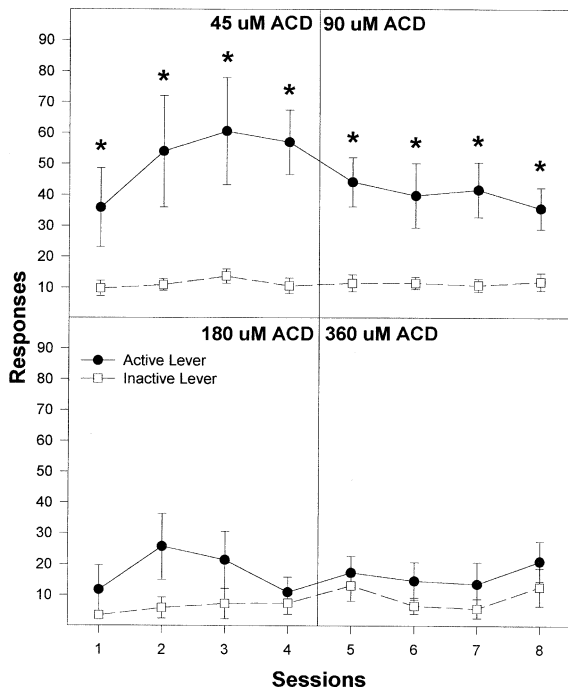 45 uM ACD
90 uM ACD
90
80
70
60
50
40
30
20
10
* * * * * * * *
180 uM ACD
360 uM ACD
Active Lever
Inactive Lever
90
80
70
60
50
40
30
20
10
Responses
1 2 3 4 5 6 7 8
Sessions